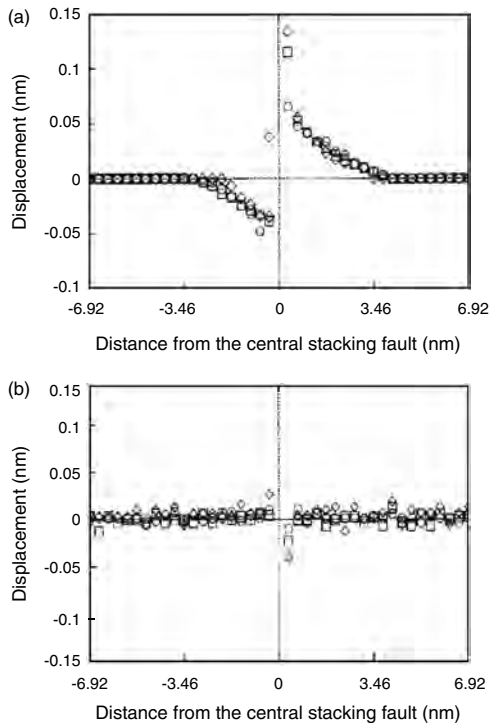 (a)
0.15
0.1
0.05
0
-0.05
-0.1
Displacement (nm)
-6.92 -3.46 0 3.46 6.92
Distance from the central stacking fault (nm)
(b)
0.15
0.1
0.05
0
-0.05
-0.1
-0.15
Displacement (nm)
-6.92 -3.46 0 3.46 6.92
Distance from the central stacking fault (nm)